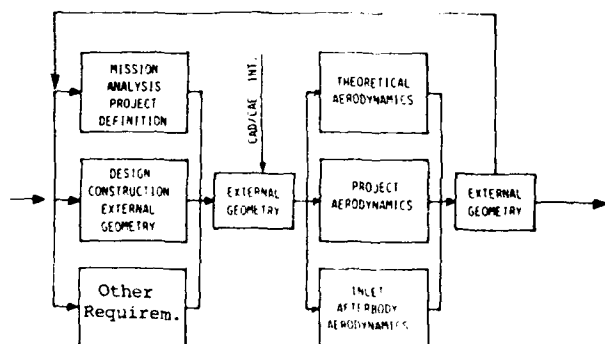 MISSION
ANALYSIS
PROJECT
DEFINITION
DESIGN
CONSTRUCTION
EXTERNAL
GEOMETRY
Other
Requirem.
CAD/CAE INT.
EXTERNAL
GEOMETRY
THEORETICAL
AERODYNAMICS
PROJECT
AERODYNAMICS
INLET
AFTERBODY
AERODYNAMICS
EXTERNAL
GEOMETRY